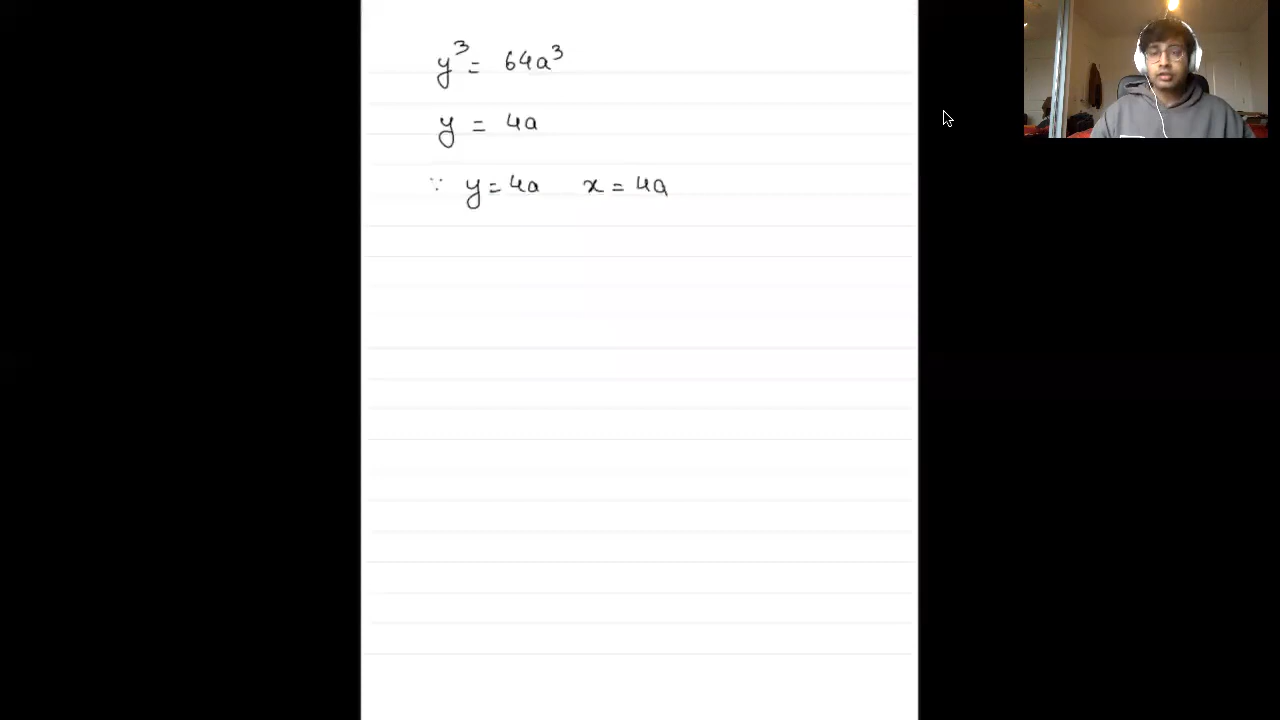 y³ = 64a³
y = 4a
∵ y = 4a x = 4a